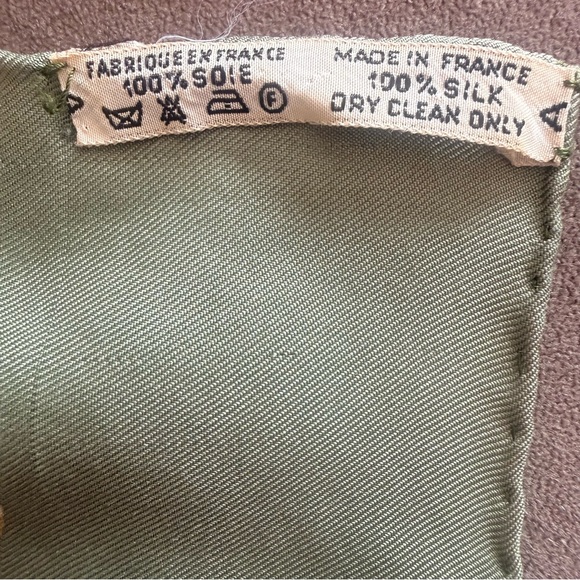 FABRIQUE EN FRANCE
100% SOIE
A
F
MADE IN FRANCE
100% SILK
DRY CLEAN ONLY
A